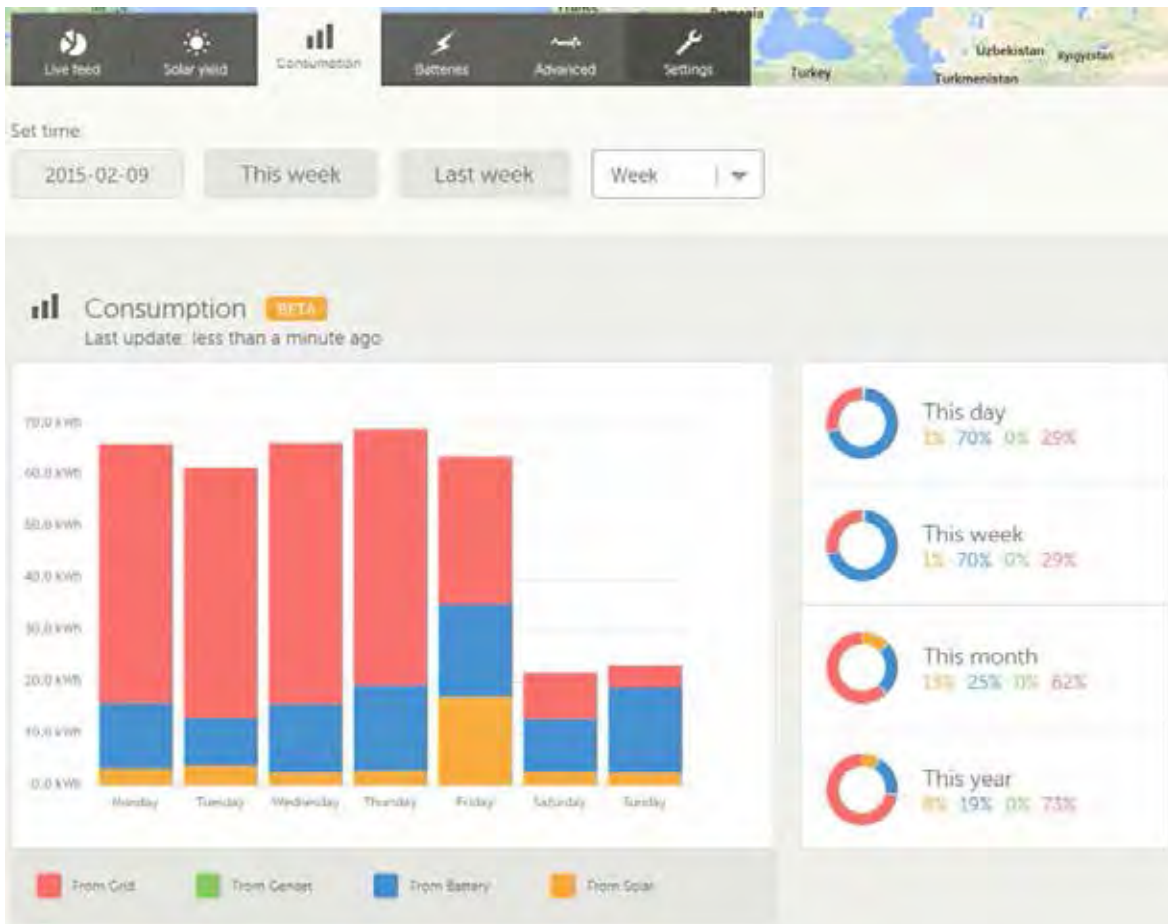 Romania
Uzbekistan
Kyrgyzstan
Turkey
Turkmenistan
Live feed
Solar yield
Consumption
Batteries
Advanced
Settings
Set time:
2015-02-09
This week
Last week
Week
Consumption BETA
Last update: less than a minute ago
70.0 kWh
60.0 kWh
50.0 kWh
40.0 kWh
30.0 kWh
20.0 kWh
10.0 kWh
0.0 kWh
Monday Tuesday Wednesday Thursday Friday Saturday Sunday
From Grid From Genset From Battery From Solar
This day
1% 70% 0% 29%
This week
1% 70% 0% 29%
This month
13% 25% 0% 62%
This year
8% 19% 0% 73%